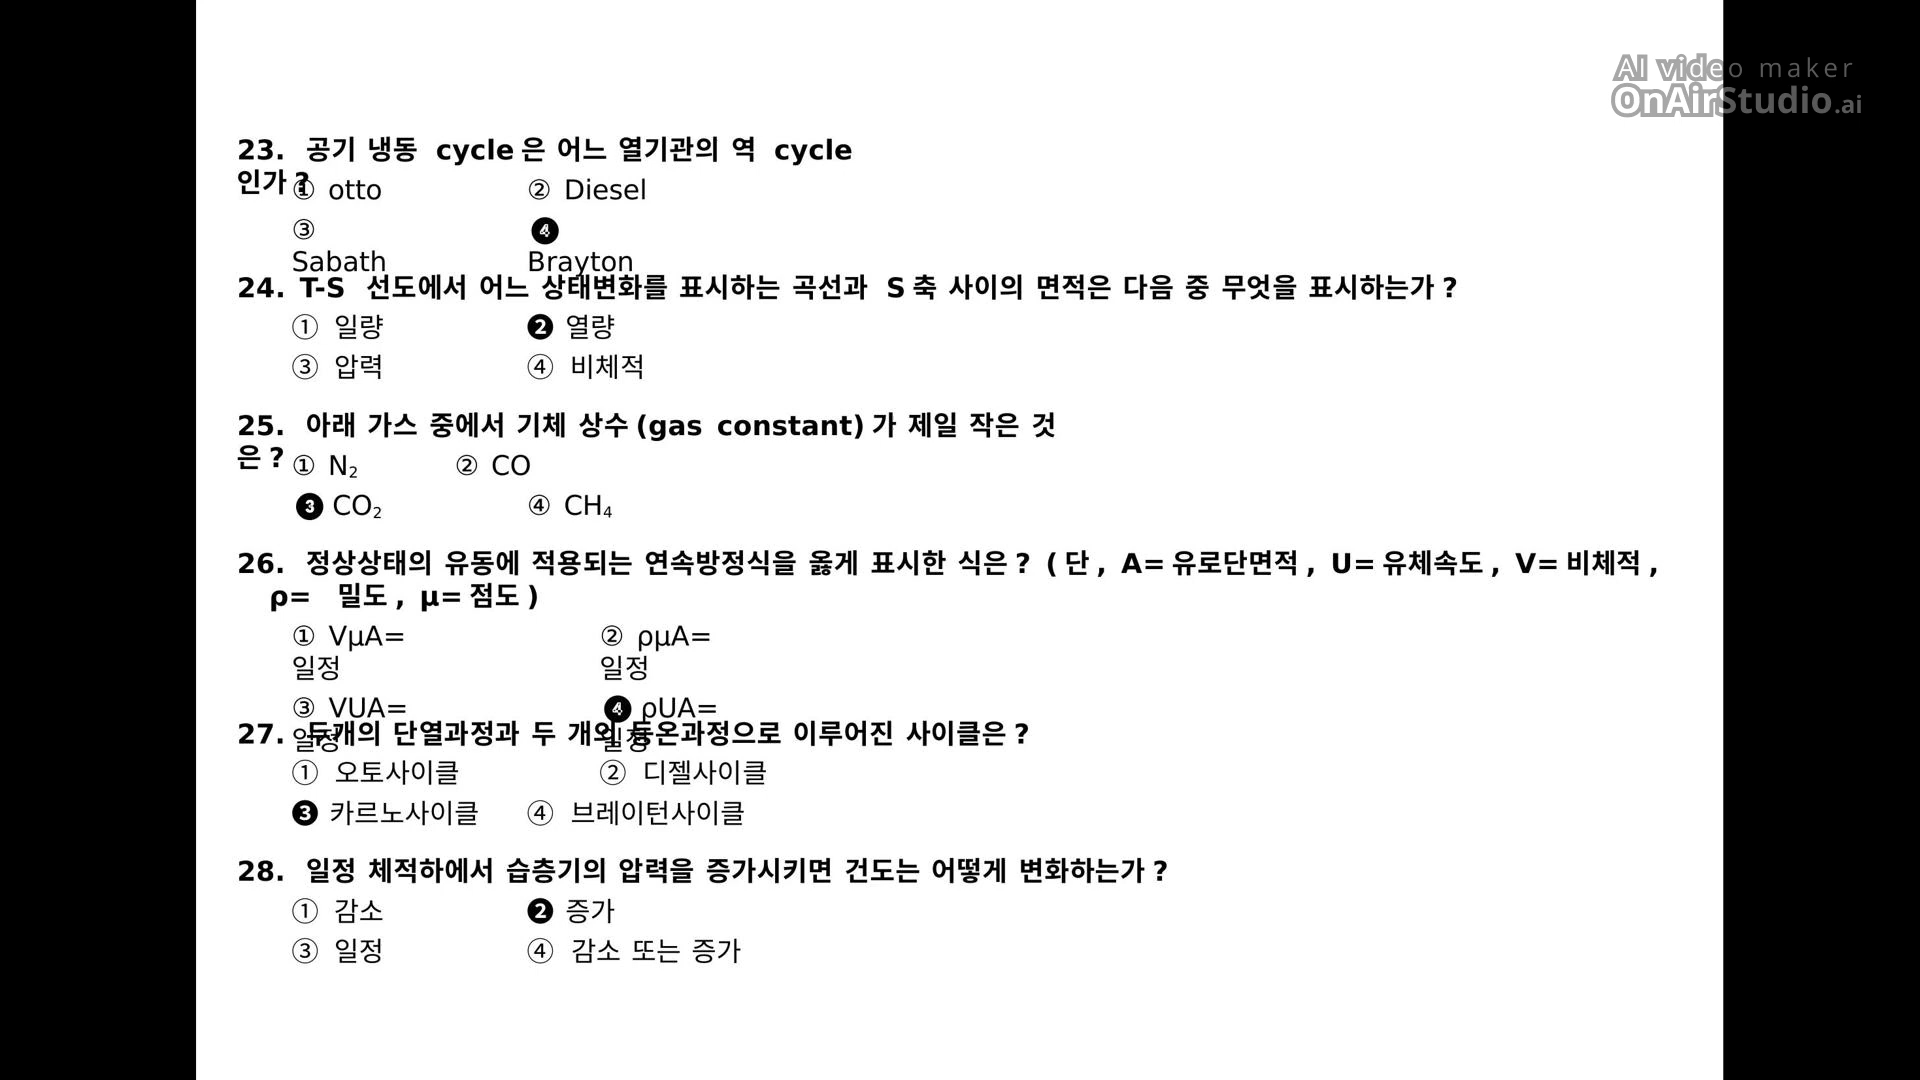 AI video maker
OnAirStudio.ai
23. 공기 냉동 cycle은 어느 열기관의 역 cycle
인가?
① otto ② Diesel
③ ❹
Sabath Brayton
24. T-S 선도에서 어느 상태변화를 표시하는 곡선과 S축 사이의 면적은 다음 중 무엇을 표시하는가?
① 일량 ❷ 열량
③ 압력 ④ 비체적
25. 아래 가스 중에서 기체 상수(gas constant)가 제일 작은 것
은?
① N₂ ② CO
❸ CO₂ ④ CH₄
26. 정상상태의 유동에 적용되는 연속방정식을 옳게 표시한 식은? (단, A=유로단면적, U=유체속도, V=비체적,
ρ= 밀도, μ=점도)
① VμA= ② ρμA=
일정 일정
③ VUA= ❹ ρUA=
일정 일정
27. 두개의 단열과정과 두 개의 등온과정으로 이루어진 사이클은?
① 오토사이클 ② 디젤사이클
❸ 카르노사이클 ④ 브레이턴사이클
28. 일정 체적하에서 습층기의 압력을 증가시키면 건도는 어떻게 변화하는가?
① 감소 ❷ 증가
③ 일정 ④ 감소 또는 증가